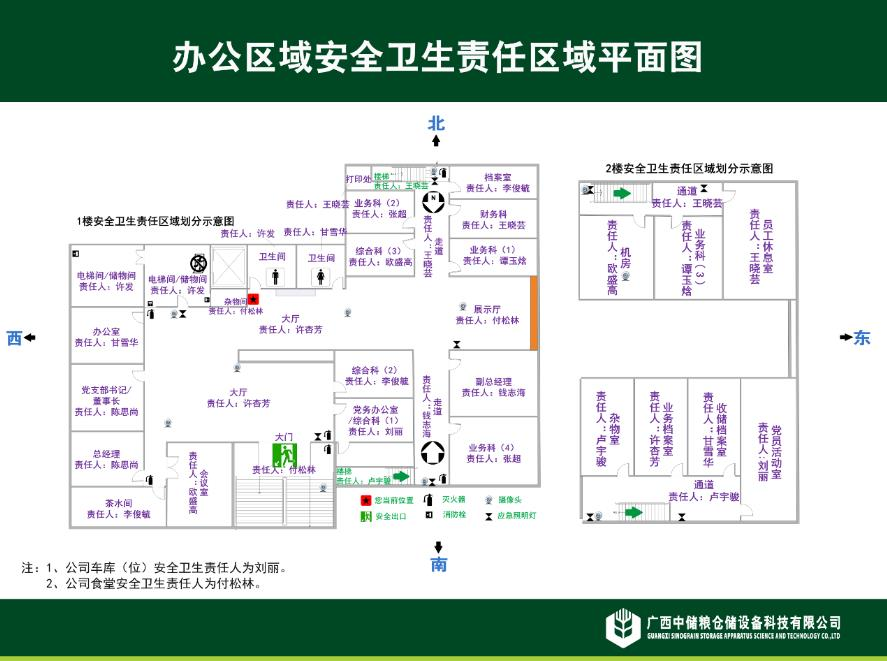 办公区域安全卫生责任区域平面图
北
2楼安全卫生责任区域划分示意图
1楼安全卫生责任区域划分示意图
打印处
楼梯
责任人：王晓芸
档案室
责任人：李俊毓
责任人：王晓芸
业务科（2）
责任人：张超
财务科
责任人：王晓芸
走道
责任人：王晓芸
责任人：许发
责任人：甘雪华
卫生间
卫生间
综合科（3）
责任人：欧盛高
业务科（1）
责任人：谭玉焓
电梯间/储物间
责任人：许发
电梯间/储物间
责任人：许发
杂物间
责任人：付松林
大厅
责任人：许杏芳
展示厅
责任人：付松林
西
东
办公室
责任人：甘雪华
党支部书记/
董事长
责任人：陈思尚
大厅
责任人：许杏芳
综合科（2）
责任人：李俊毓
副总经理
责任人：钱志海
走道
责任人：钱志海
党务办公室
/综合科（1）
责任人：刘丽
大门
责任人：付松林
总经理
责任人：陈思尚
会议室
责任人：欧盛高
业务科（4）
责任人：张超
楼梯
责任人：卢宇骏
茶水间
责任人：李俊毓
您当前位置
灭火器
摄像头
安全出口
消防栓
应急照明灯
南
通道
责任人：王晓芸
机房
责任人：欧盛高
业务科（3）
责任人：谭玉焓
员工休息室
责任人：王晓芸
杂物室
责任人：卢宇骏
业务档案室
责任人：许杏芳
收储档案室
责任人：甘雪华
党员活动室
责任人：刘丽
通道
责任人：卢宇骏
注：1、公司车库（位）安全卫生责任人为刘丽。
2、公司食堂安全卫生责任人为付松林。
广西中储粮仓储设备科技有限公司
GUANGXI SINOGRAIN STORAGE APPARATUS SCIENCE AND TECHNOLOGY CO.,LTD